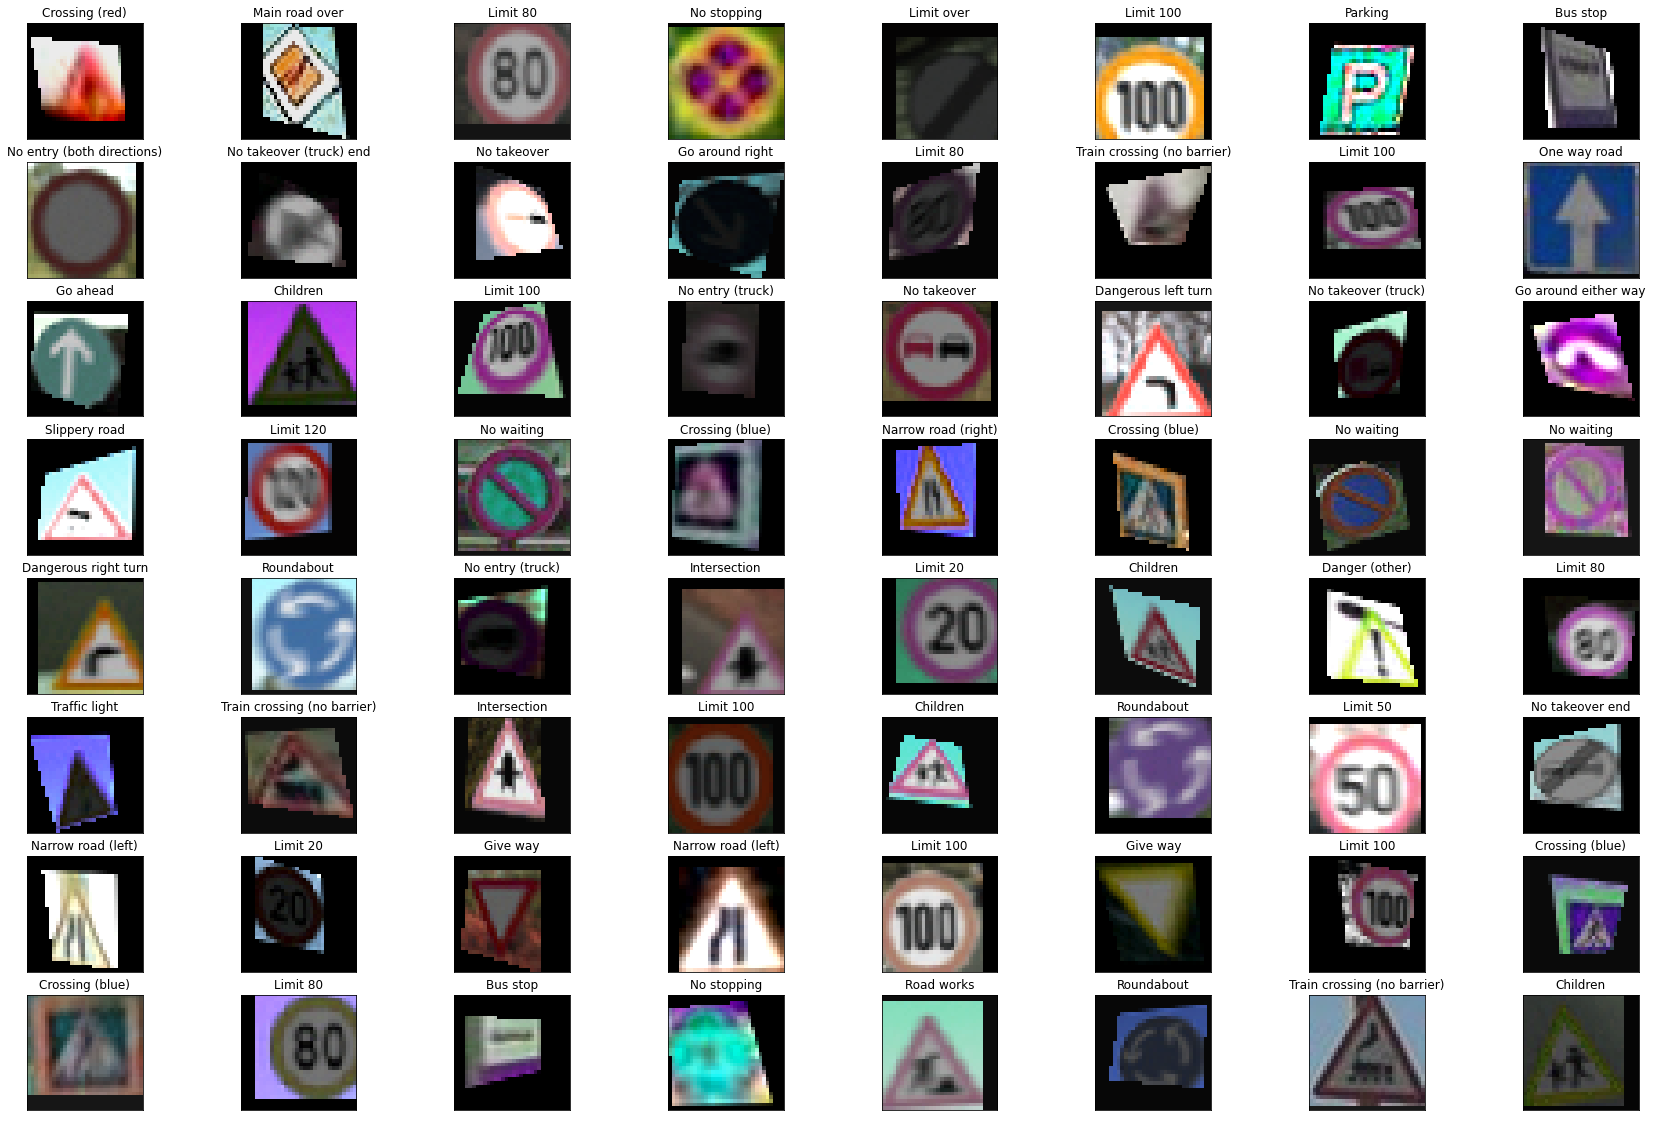 Crossing (red) Main road over Limit 80 No stopping Limit over Limit 100 Parking Bus stop
80 100 P
No entry (both directions) No takeover (truck) end No takeover Go around right Limit 80 Train crossing (no barrier) Limit 100 One way road
80 100
Go ahead Children Limit 100 No entry (truck) No takeover Dangerous left turn No takeover (truck) Go around either way
100
Slippery road Limit 120 No waiting Crossing (blue) Narrow road (right) Crossing (blue) No waiting No waiting
120
Dangerous right turn Roundabout No entry (truck) Intersection Limit 20 Children Danger (other) Limit 80
20 ! 80
Traffic light Train crossing (no barrier) Intersection Limit 100 Children Roundabout Limit 50 No takeover end
100 50
Narrow road (left) Limit 20 Give way Narrow road (left) Limit 100 Give way Limit 100 Crossing (blue)
20 100 100
Crossing (blue) Limit 80 Bus stop No stopping Road works Roundabout Train crossing (no barrier) Children
80